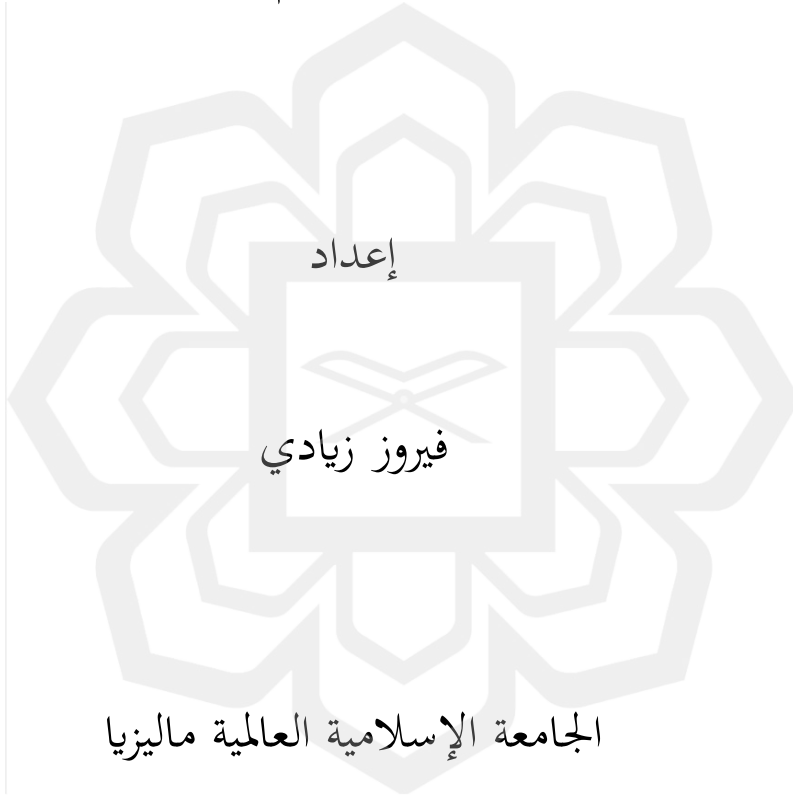 إعداد
فيروز زيادي
الجامعة الإسلامية العالمية ماليزيا